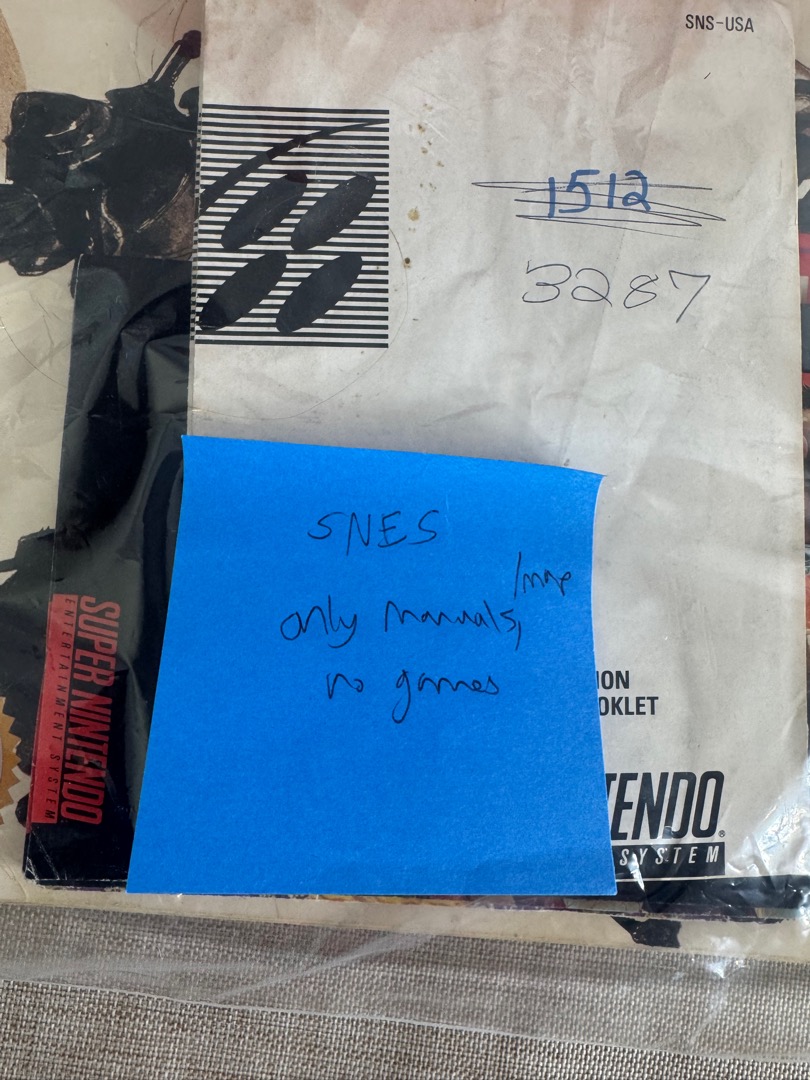 SNS-USA
1512
3287
SNES
/map
only manuals,
no games
ION
OKLET
TENDO®
SYSTEM
SUPER NINTENDO
ENTERTAINMENT SYSTEM